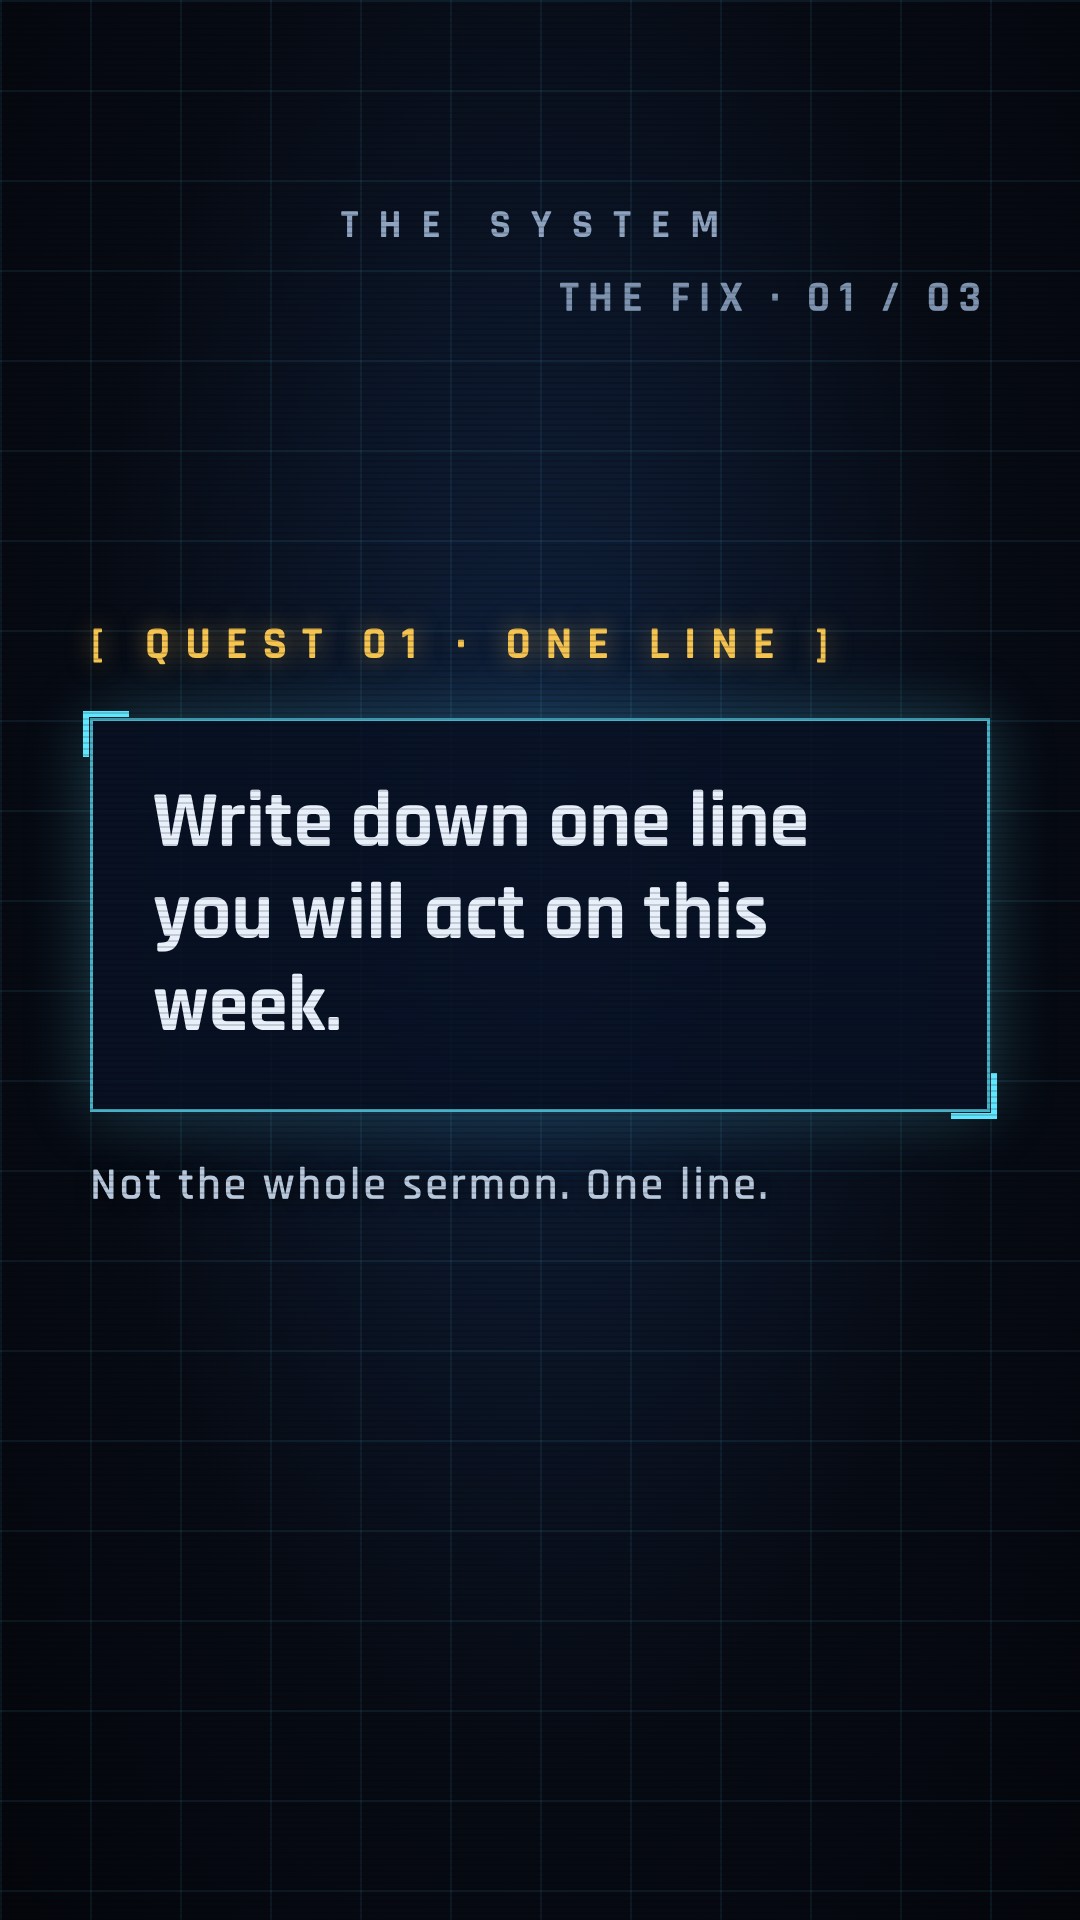 THE SYSTEM
THE FIX · 01 / 03
[ QUEST 01 · ONE LINE ]
Write down one line
you will act on this
week.
Not the whole sermon. One line.